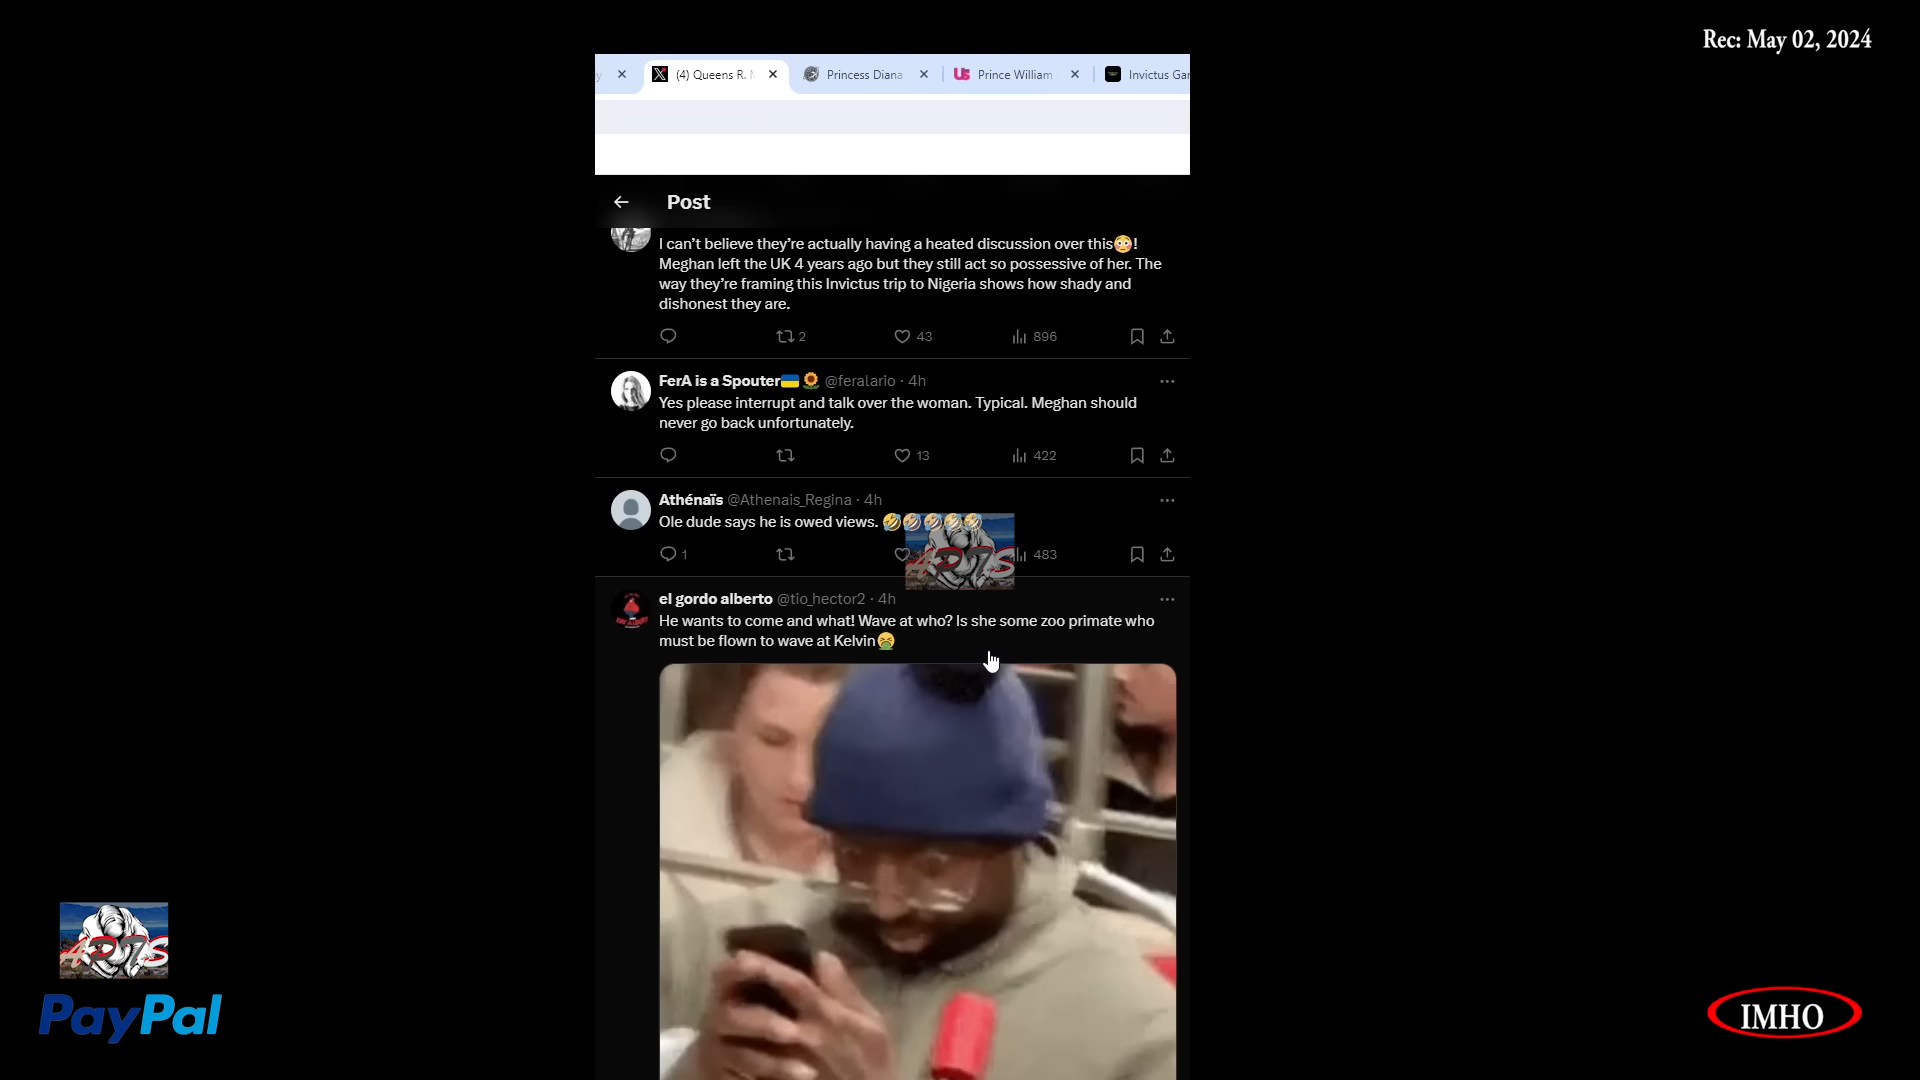 Rec: May 02, 2024
(4) Queens R.
Princess Diana
Prince William
Invictus Gar
Post
I can’t believe they’re actually having a heated discussion over this😳!
Meghan left the UK 4 years ago but they still act so possessive of her. The
way they’re framing this Invictus trip to Nigeria shows how shady and
dishonest they are.
2 43 896
FerA is a Spouter🇺🇦🌻 @feralario · 4h
Yes please interrupt and talk over the woman. Typical. Meghan should
never go back unfortunately.
13 422
Athénaïs @Athenais_Regina · 4h
Ole dude says he is owed views. 🤣🤣🤣🤣🤣
1 483
el gordo alberto @tio_hector2 · 4h
He wants to come and what! Wave at who? Is she some zoo primate who
must be flown to wave at Kelvin🤮
PayPal
IMHO